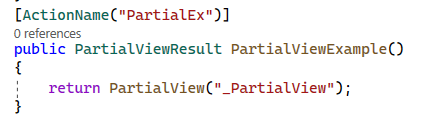 [ActionName("PartialEx")]
0 references
public PartialViewResult PartialViewExample()
{
    return PartialView("_PartialView");
}